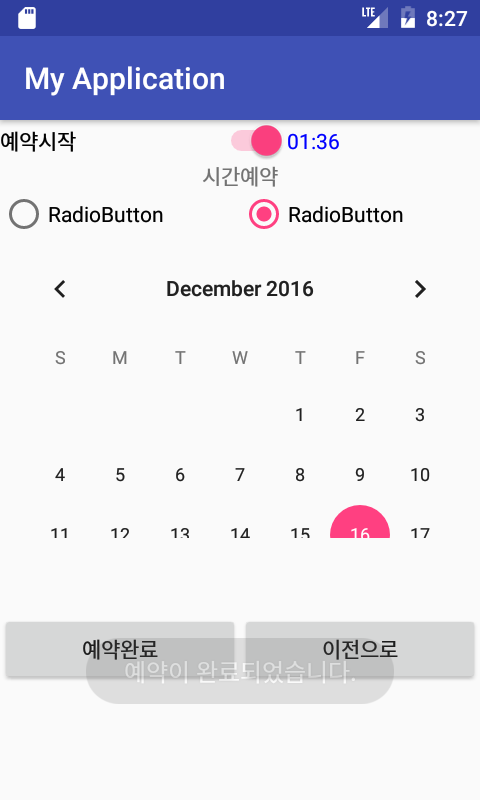 LTE 8:27
My Application
예약시작 01:36
시간예약
RadioButton RadioButton
December 2016
S M T W T F S
1 2 3
4 5 6 7 8 9 10
11 12 13 14 15 16 17
예약완료 이전으로
예약이 완료되었습니다.